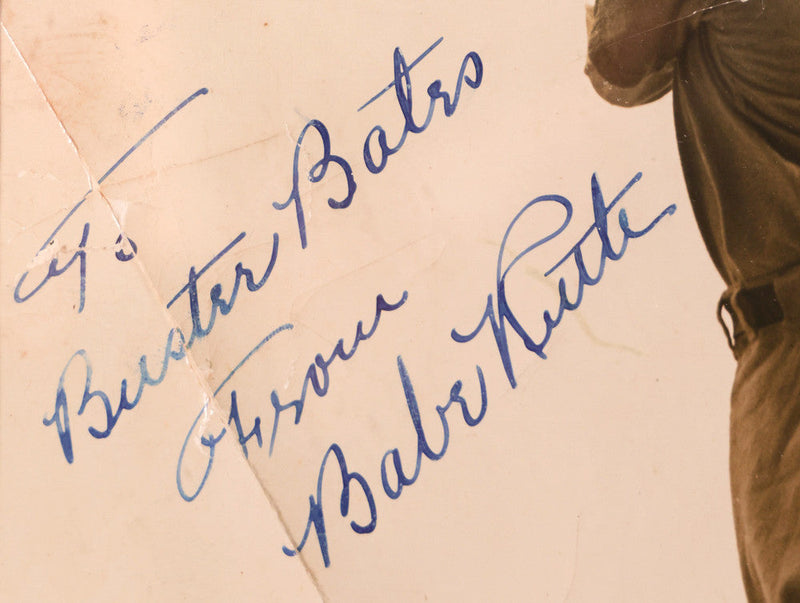 To
Buster Bates
From
Babe Ruth